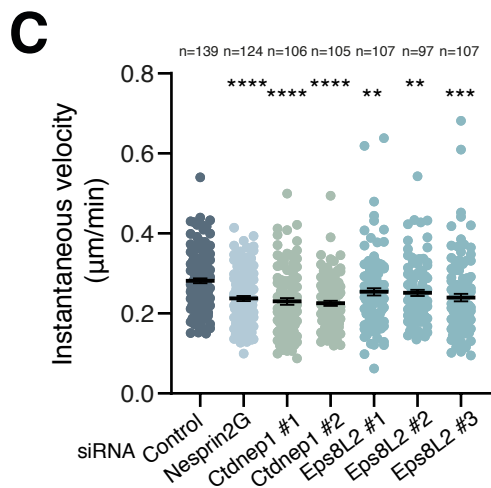 C
n=139 n=124 n=106 n=105 n=107 n=97 n=107
**** **** **** ** ** ***
Instantaneous velocity
(μm/min)
0.8
0.6
0.4
0.2
0.0
siRNA
Control
Nesprin2G
Ctdnep1 #1
Ctdnep1 #2
Eps8L2 #1
Eps8L2 #2
Eps8L2 #3